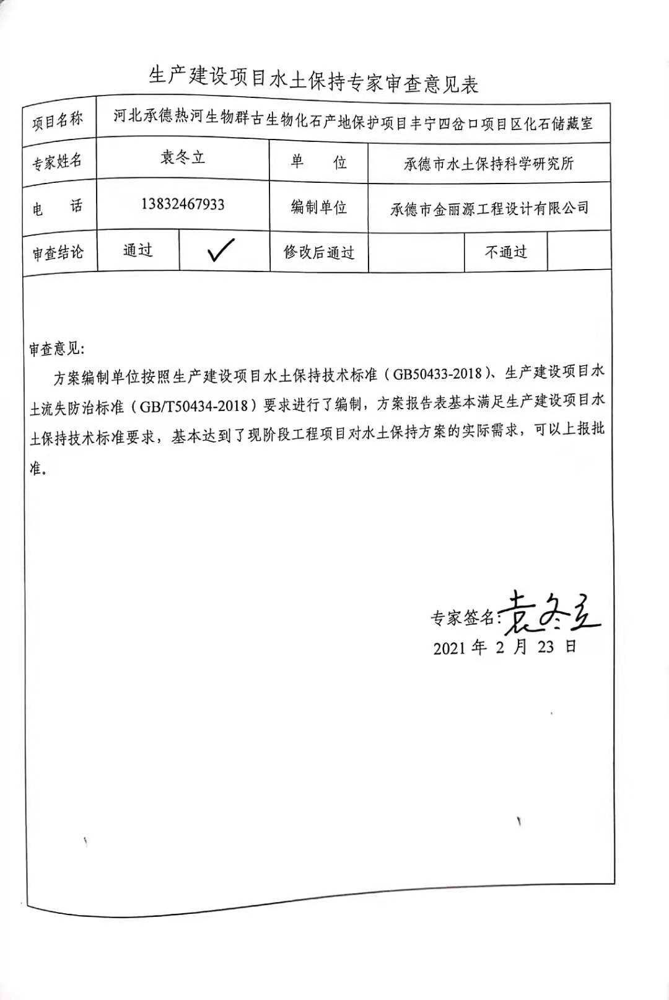 生产建设项目水土保持专家审查意见表
项目名称 河北承德热河生物群古生物化石产地保护项目丰宁四岔口项目区化石储藏室
专家姓名 袁冬立 单 位 承德市水土保持科学研究所
电 话 13832467933 编制单位 承德市金丽源工程设计有限公司
审查结论 通过 ✓ 修改后通过 不通过
审查意见：
方案编制单位按照生产建设项目水土保持技术标准（GB50433-2018）、生产建设项目水
土流失防治标准（GB/T50434-2018）要求进行了编制，方案报告表基本满足生产建设项目水
土保持技术标准要求，基本达到了现阶段工程项目对水土保持方案的实际需求，可以上报批
准。
专家签名：袁冬立
2021 年 2 月 23 日